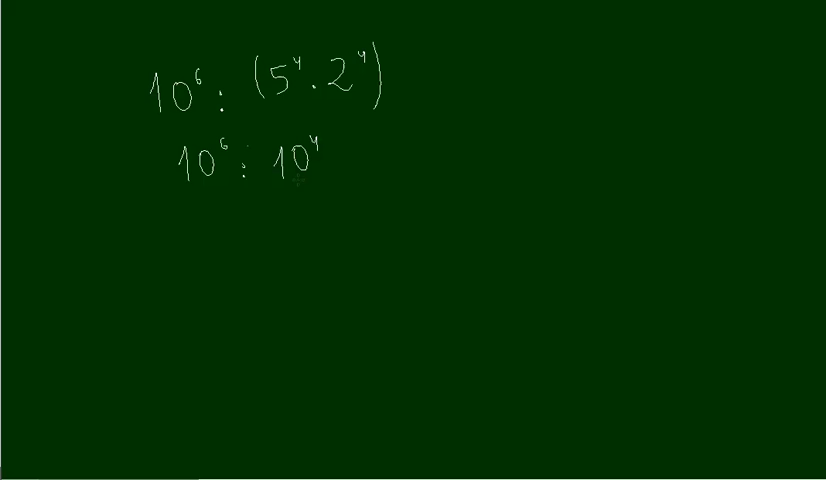 10⁶ : (5⁴ . 2⁴)
10⁶ : 10⁴